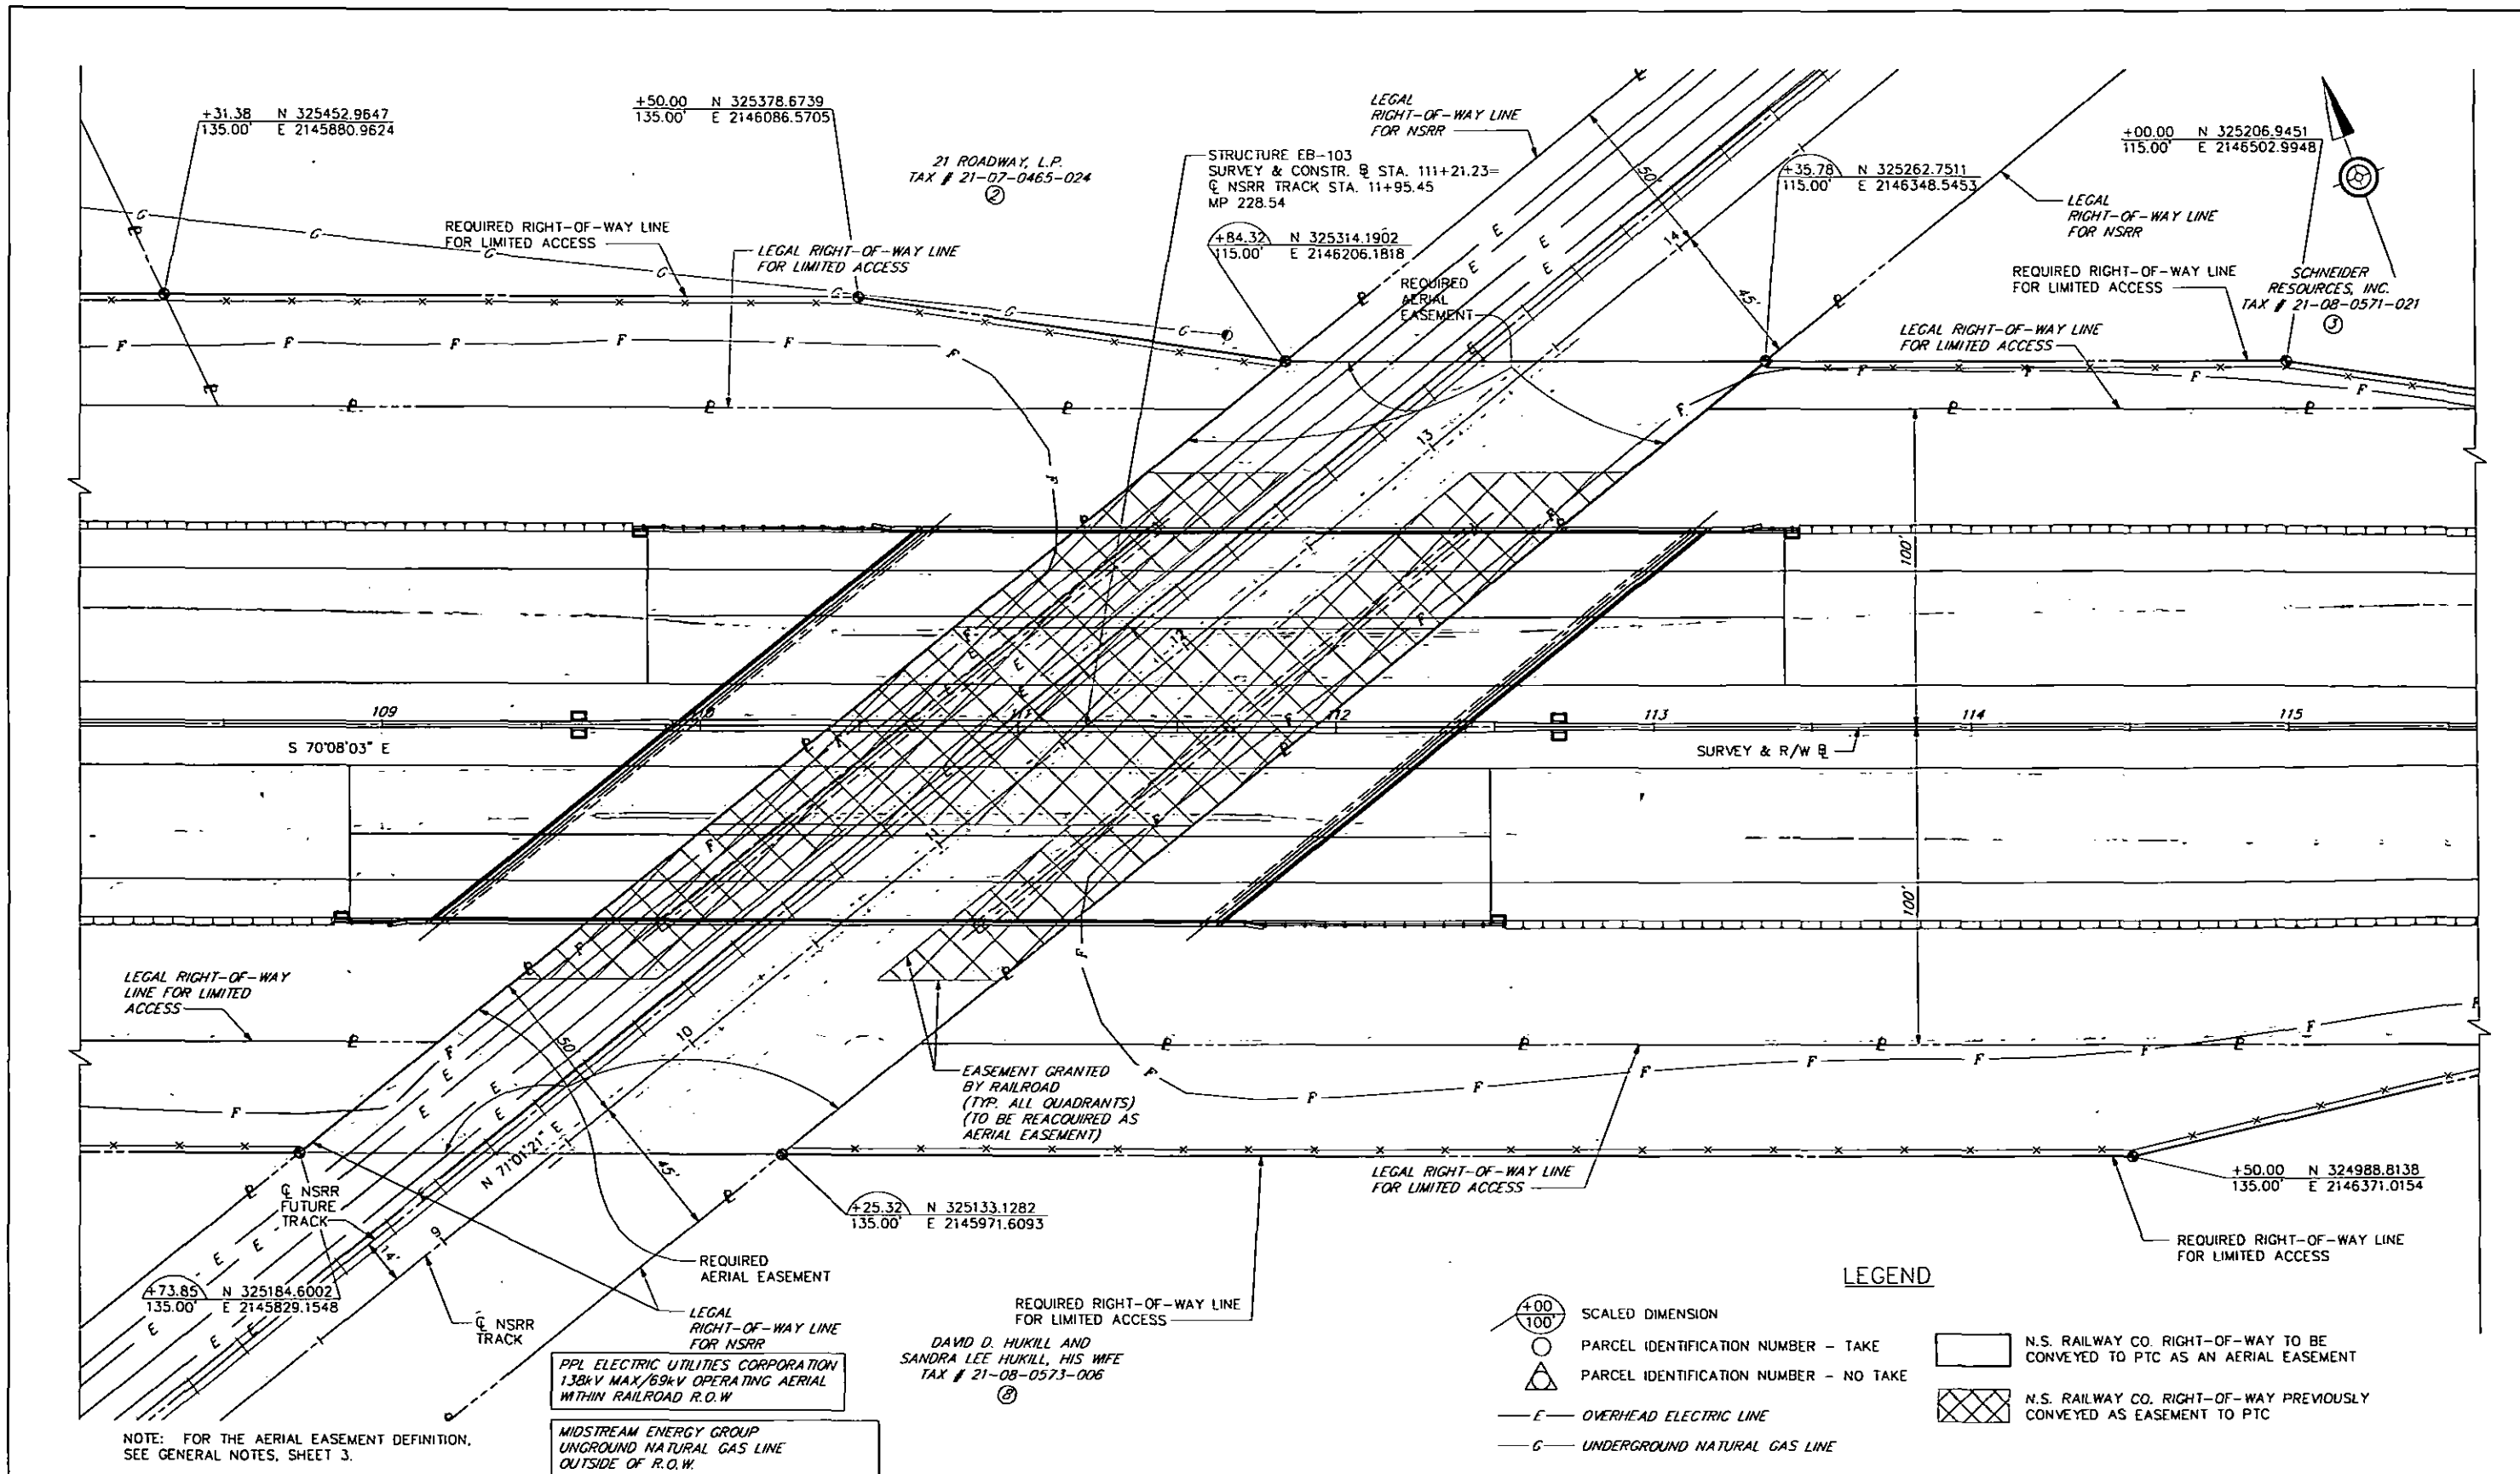 +31.38 N 325452.9647
135.00' E 2145880.9624
+50.00 N 325378.6739
135.00' E 2146086.5705
21 ROADWAY, L.P.
TAX # 21-07-0465-024
2
REQUIRED RIGHT-OF-WAY LINE
FOR LIMITED ACCESS
LEGAL RIGHT-OF-WAY LINE
FOR LIMITED ACCESS
STRUCTURE EB-103
SURVEY & CONSTR. ℄ STA. 111+21.23=
℄ NSRR TRACK STA. 11+95.45
MP 228.54
+84.32 N 325314.1902
115.00' E 2146206.1818
LEGAL
RIGHT-OF-WAY LINE
FOR NSRR
REQUIRED
AERIAL
EASEMENT
50'
14
45'
+35.78 N 325262.7511
115.00' E 2146348.5453
+00.00 N 325206.9451
115.00' E 2146502.9948
LEGAL
RIGHT-OF-WAY LINE
FOR NSRR
REQUIRED RIGHT-OF-WAY LINE
FOR LIMITED ACCESS
SCHNEIDER
RESOURCES, INC.
TAX # 21-08-0571-021
3
LEGAL RIGHT-OF-WAY LINE
FOR LIMITED ACCESS
13
100'
12
109
110
111
112
113
114
115
S 70°08'03" E
SURVEY & R/W ℄
11
100'
LEGAL RIGHT-OF-WAY
LINE FOR LIMITED
ACCESS
10
50'
45'
EASEMENT GRANTED
BY RAILROAD
(TYP. ALL QUADRANTS)
(TO BE REACQUIRED AS
AERIAL EASEMENT)
N 71°01'21" E
LEGAL RIGHT-OF-WAY LINE
FOR LIMITED ACCESS
+50.00 N 324988.8138
135.00' E 2146371.0154
℄ NSRR
FUTURE
TRACK
9
14'
+25.32 N 325133.1282
135.00' E 2145971.6093
REQUIRED RIGHT-OF-WAY LINE
FOR LIMITED ACCESS
REQUIRED
AERIAL EASEMENT
+73.85 N 325184.6002
135.00' E 2145829.1548
℄ NSRR
TRACK
LEGAL
RIGHT-OF-WAY LINE
FOR NSRR
REQUIRED RIGHT-OF-WAY LINE
FOR LIMITED ACCESS
DAVID D. HUKILL AND
SANDRA LEE HUKILL, HIS WIFE
TAX # 21-08-0573-006
8
PPL ELECTRIC UTILITIES CORPORATION
138kV MAX/69kV OPERATING AERIAL
WITHIN RAILROAD R.O.W
MIDSTREAM ENERGY GROUP
UNGROUND NATURAL GAS LINE
OUTSIDE OF R.O.W.
NOTE: FOR THE AERIAL EASEMENT DEFINITION,
SEE GENERAL NOTES, SHEET 3.
LEGEND
+00
100'
SCALED DIMENSION
PARCEL IDENTIFICATION NUMBER - TAKE
PARCEL IDENTIFICATION NUMBER - NO TAKE
E OVERHEAD ELECTRIC LINE
G UNDERGROUND NATURAL GAS LINE
N.S. RAILWAY CO. RIGHT-OF-WAY TO BE
CONVEYED TO PTC AS AN AERIAL EASEMENT
N.S. RAILWAY CO. RIGHT-OF-WAY PREVIOUSLY
CONVEYED AS EASEMENT TO PTC